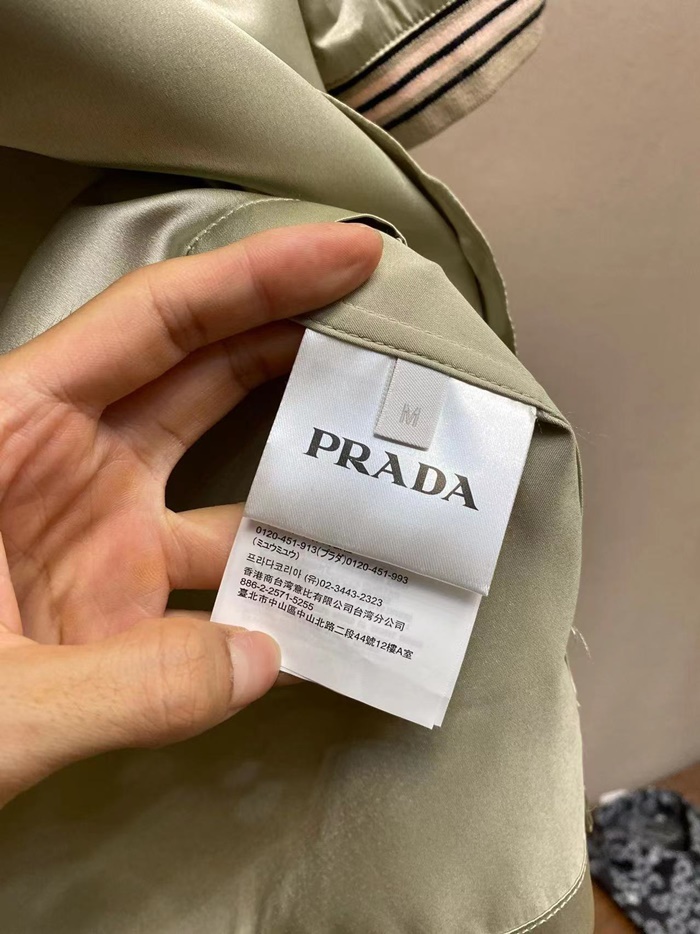 M
PRADA
0120-451-913(プラダ)0120-451-993
(ミュウミュウ)
프라다코리아 (유)02-3443-2323
香港商台湾意比有限公司台湾分公司
886-2-2571-5255
臺北市中山區中山北路二段44號12樓A室